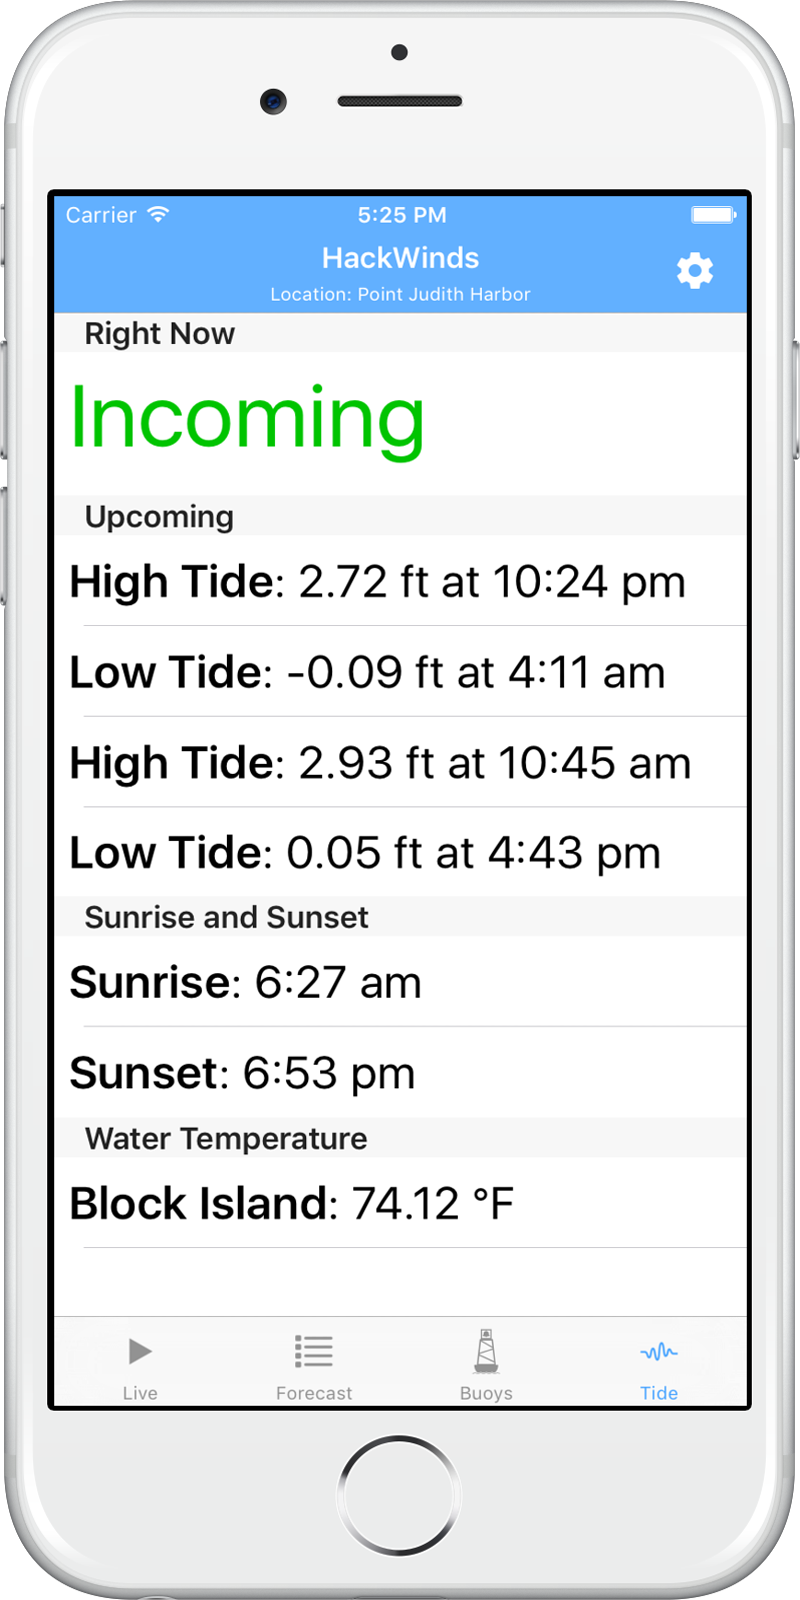 Carrier 5:25 PM
HackWinds
Location: Point Judith Harbor
Right Now
Incoming
Upcoming
High Tide: 2.72 ft at 10:24 pm
Low Tide: -0.09 ft at 4:11 am
High Tide: 2.93 ft at 10:45 am
Low Tide: 0.05 ft at 4:43 pm
Sunrise and Sunset
Sunrise: 6:27 am
Sunset: 6:53 pm
Water Temperature
Block Island: 74.12 °F
Live Forecast Buoys Tide